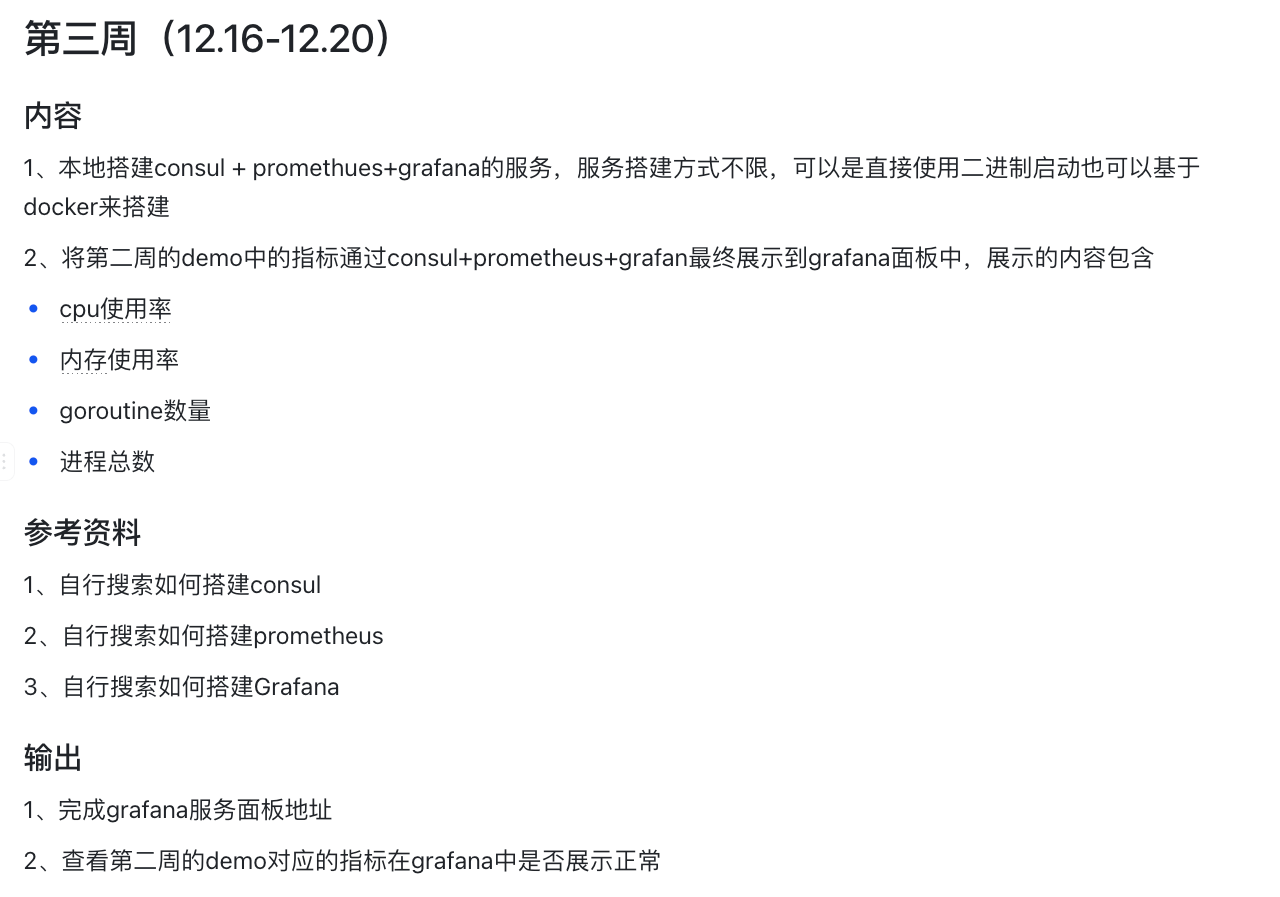 第三周（12.16-12.20）
内容
1、本地搭建consul + promethues+grafana的服务，服务搭建方式不限，可以是直接使用二进制启动也可以基于
docker来搭建
2、将第二周的demo中的指标通过consul+prometheus+grafan最终展示到grafana面板中，展示的内容包含
• cpu使用率
• 内存使用率
• goroutine数量
• 进程总数
参考资料
1、自行搜索如何搭建consul
2、自行搜索如何搭建prometheus
3、自行搜索如何搭建Grafana
输出
1、完成grafana服务面板地址
2、查看第二周的demo对应的指标在grafana中是否展示正常